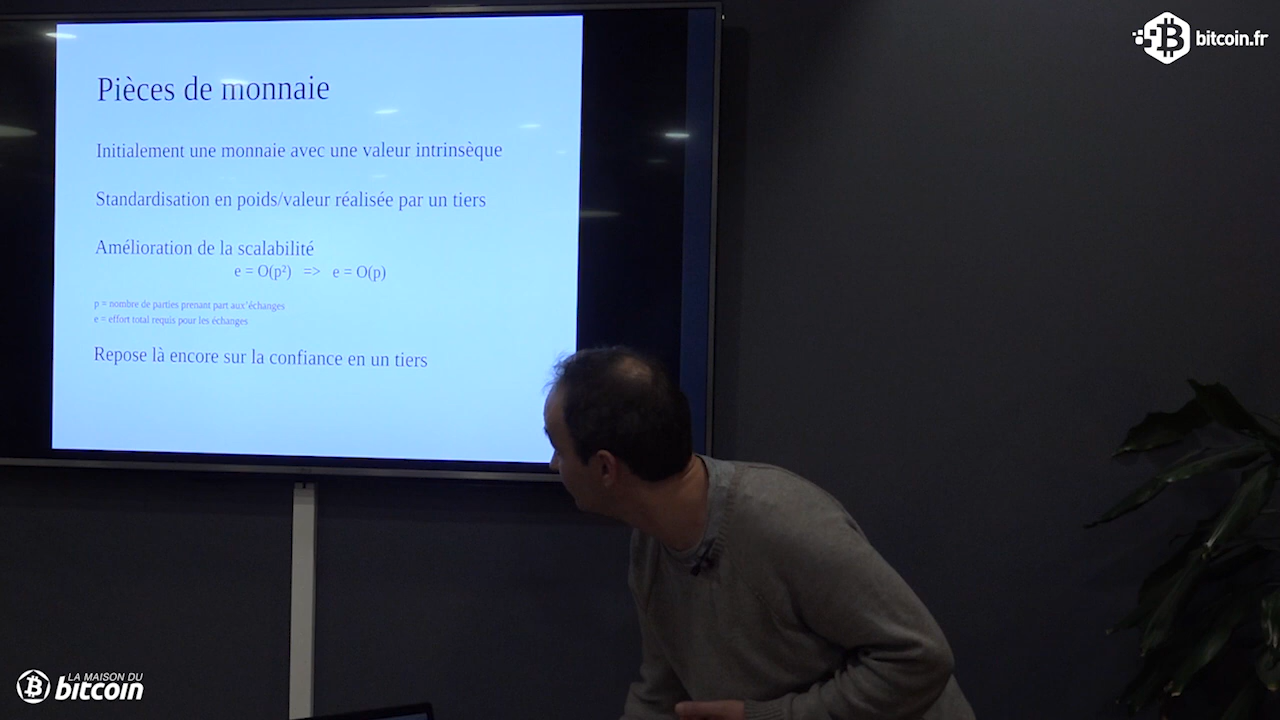 Pièces de monnaie
Initialement une monnaie avec une valeur intrinsèque
Standardisation en poids/valeur réalisée par un tiers
Amélioration de la scalabilité
e = O(p²) => e = O(p)
p = nombre de parties prenant part aux échanges
e = effort total requis pour les échanges
Repose là encore sur la confiance en un tiers
bitcoin.fr
LA MAISON DU
bitcoin